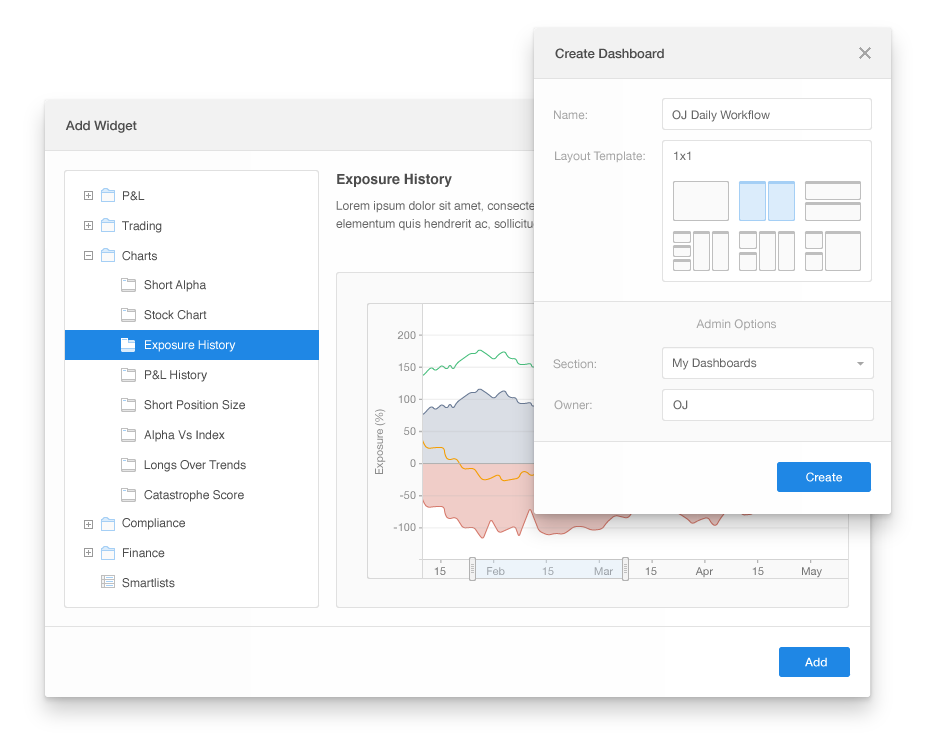 Create Dashboard
Name:
OJ Daily Workflow
Layout Template:
1x1
Admin Options
Section:
My Dashboards
Owner:
OJ
Create
Add Widget
P&L
Trading
Charts
Short Alpha
Stock Chart
Exposure History
P&L History
Short Position Size
Alpha Vs Index
Longs Over Trends
Catastrophe Score
Compliance
Finance
Smartlists
Exposure History
Lorem ipsum dolor sit amet, consecte
elementum quis hendrerit ac, sollicitu
Exposure (%)
200
150
100
50
0
-50
-100
15 Feb 15 Mar 15 Apr 15 May
Add